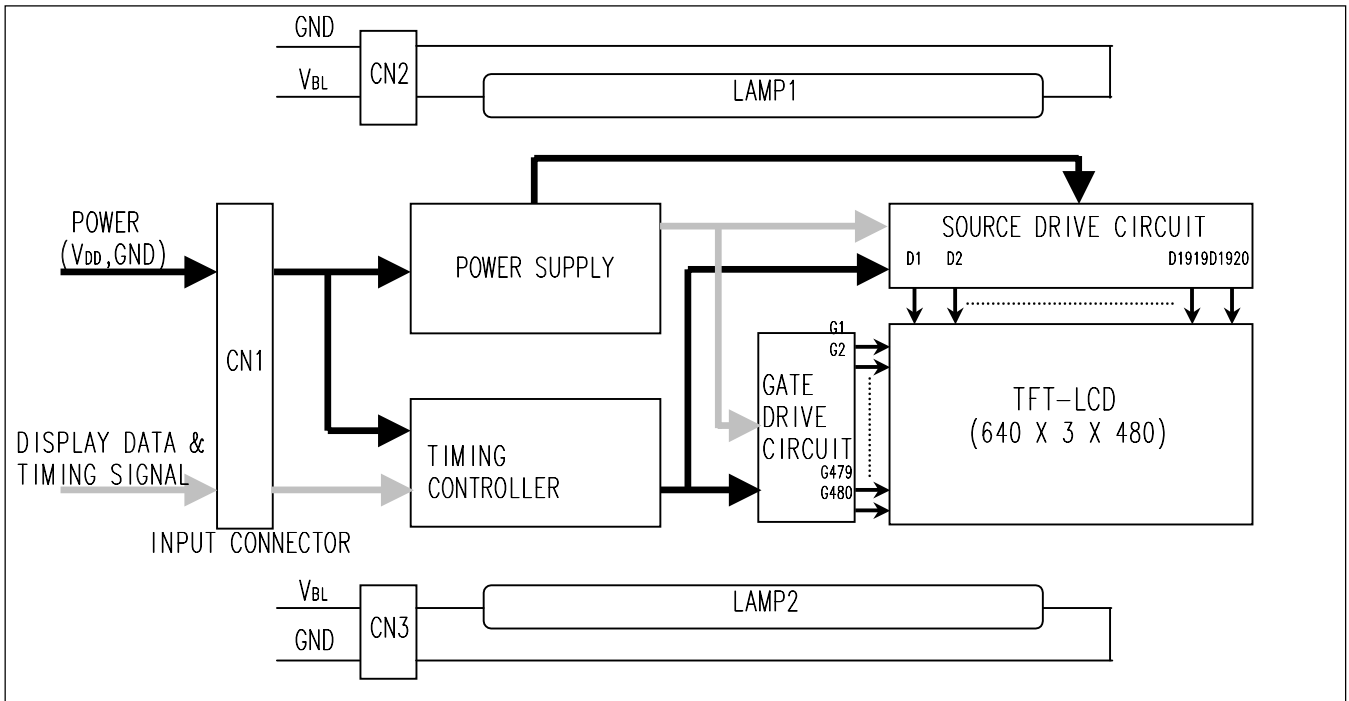 GND
VBL
CN2
LAMP1
POWER
(VDD,GND)
CN1
DISPLAY DATA &
TIMING SIGNAL
INPUT CONNECTOR
POWER SUPPLY
TIMING
CONTROLLER
SOURCE DRIVE CIRCUIT
D1 D2 D1919D1920
G1
G2
GATE
DRIVE
CIRCUIT
G479
G480
TFT-LCD
(640 X 3 X 480)
VBL
GND
CN3
LAMP2